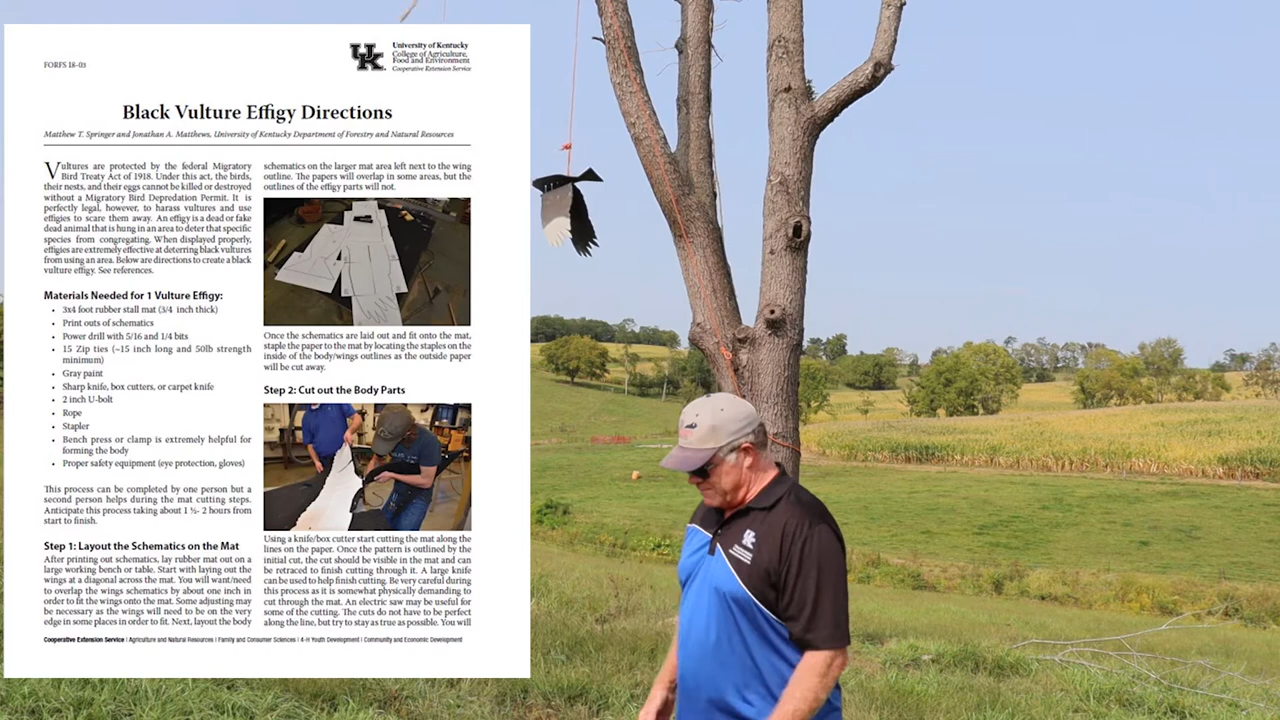 FORFS 18-03
UK
University of Kentucky
College of Agriculture,
Food and Environment
Cooperative Extension Service
Black Vulture Effigy Directions
Matthew T. Springer and Jonathan A. Matthews, University of Kentucky Department of Forestry and Natural Resources
Vultures are protected by the federal Migratory
Bird Treaty Act of 1918. Under this act, the birds,
their nests, and their eggs cannot be killed or destroyed
without a Migratory Bird Depredation Permit. It is
perfectly legal, however, to harass vultures and use
effigies to scare them away. An effigy is a dead or fake
dead animal that is hung in an area to deter that specific
species from congregating. When displayed properly,
effigies are extremely effective at deterring black vultures
from using an area. Below are directions to create a black
vulture effigy. See references.
Materials Needed for 1 Vulture Effigy:
• 3x4 foot rubber stall mat (3/4 inch thick)
• Print outs of schematics
• Power drill with 5/16 and 1/4 bits
• 15 Zip ties (~15 inch long and 50lb strength
minimum)
• Gray paint
• Sharp knife, box cutters, or carpet knife
• 2 inch U-bolt
• Rope
• Stapler
• Bench press or clamp is extremely helpful for
forming the body
• Proper safety equipment (eye protection, gloves)
This process can be completed by one person but a
second person helps during the mat cutting steps.
Anticipate this process taking about 1 ½- 2 hours from
start to finish.
Step 1: Layout the Schematics on the Mat
After printing out schematics, lay rubber mat out on a
large working bench or table. Start with laying out the
wings at a diagonal across the mat. You will want/need
to overlap the wings schematics by about one inch in
order to fit the wings onto the mat. Some adjusting may
be necessary as the wings will need to be on the very
edge in some places in order to fit. Next, layout the body
schematics on the larger mat area left next to the wing
outline. The papers will overlap in some areas, but the
outlines of the effigy parts will not.
Once the schematics are laid out and fit onto the mat,
staple the paper to the mat by locating the staples on the
inside of the body/wings outlines as the outside paper
will be cut away.
Step 2: Cut out the Body Parts
Using a knife/box cutter start cutting the mat along the
lines on the paper. Once the pattern is outlined by the
initial cut, the cut should be visible in the mat and can
be retraced to finish cutting through it. A large knife
can be used to help finish cutting. Be very careful during
this process as it is somewhat physically demanding to
cut through the mat. An electric saw may be useful for
some of the cutting. The cuts do not have to be perfect
along the line, but try to stay as true as possible. You will
Cooperative Extension Service | Agriculture and Natural Resources | Family and Consumer Sciences | 4-H Youth Development | Community and Economic Development
UK